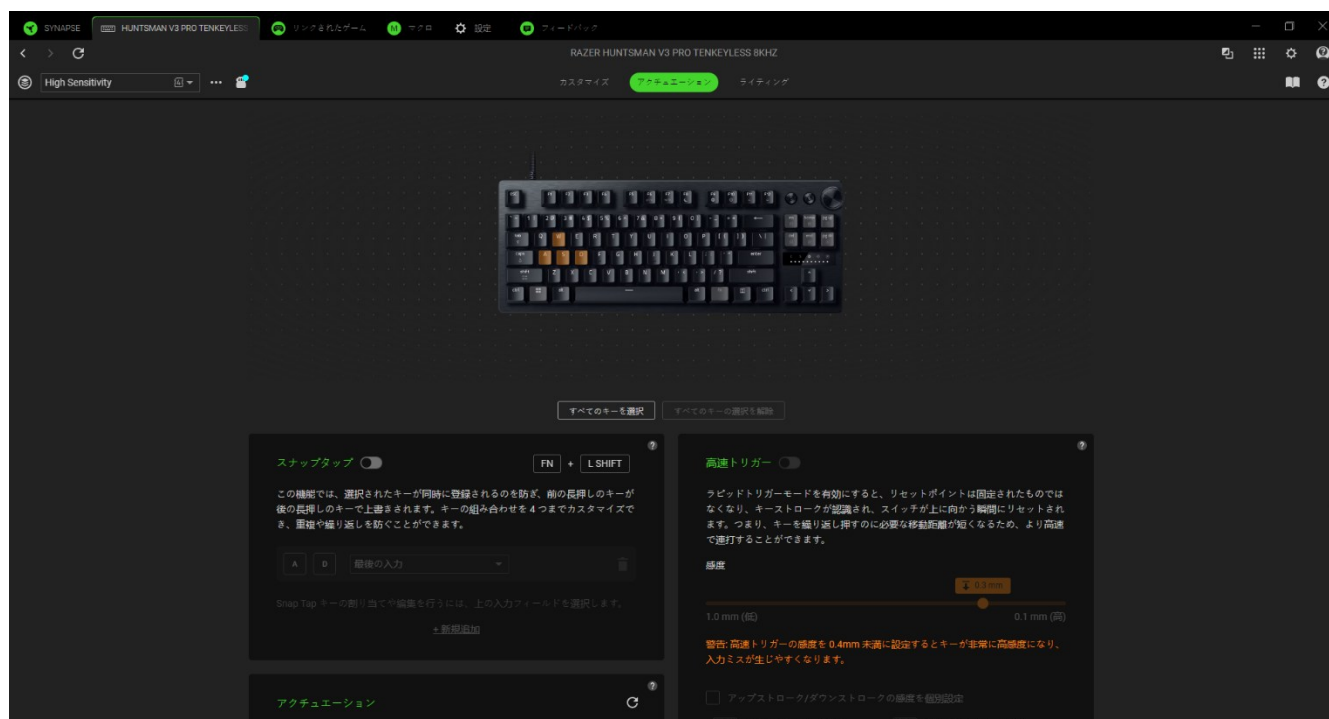 SYNAPSE
HUNTSMAN V3 PRO TENKEYLESS
リンクされたゲーム
マクロ
設定
フィードバック
RAZER HUNTSMAN V3 PRO TENKEYLESS 8KHZ
High Sensitivity
カスタマイズ
アクチュエーション
ライティング
すべてのキーを選択
すべてのキーの選択を解除
スナップタップ
FN + L SHIFT
この機能では、選択されたキーが同時に登録されるのを防ぎ、前の長押しのキーが
後の長押しのキーで上書きされます。キーの組み合わせを 4 つまでカスタマイズで
き、重複や繰り返しを防ぐことができます。
A D 最後の入力
Snap Tap キーの割り当てや編集を行うには、上の入力フィールドを選択します。
+ 新規追加
アクチュエーション
高速トリガー
ラピッドトリガーモードを有効にすると、リセットポイントは固定されたものでは
なくなり、キーストロークが認識され、スイッチが上に向かう瞬間にリセットされ
ます。つまり、キーを繰り返し押すのに必要な移動距離が短くなるため、より高速
で連打することができます。
感度
0.3 mm
1.0 mm (低)
0.1 mm (高)
警告: 高速トリガーの感度を 0.4mm 未満に設定するとキーが非常に高感度になり、
入力ミスが生じやすくなります。
アップストローク/ダウンストロークの感度を個別設定